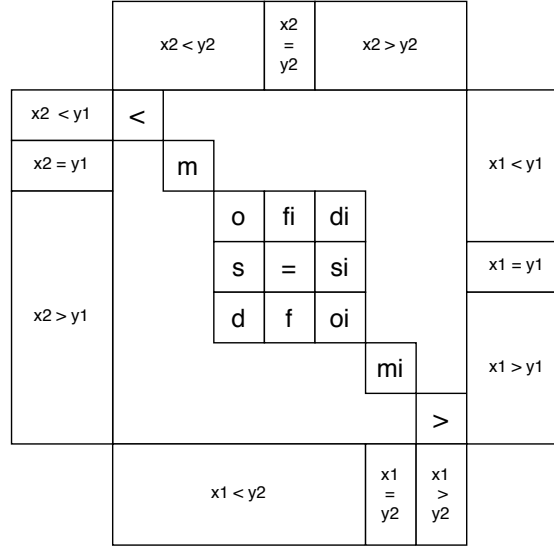 x2 < y2
x2
=
y2
x2 > y2
x2 < y1
<
x1 < y1
x2 = y1
m
o fi di
s = si
x1 = y1
x2 > y1
d f oi
mi
x1 > y1
>
x1 < y2
x1
=
y2
x1
>
y2